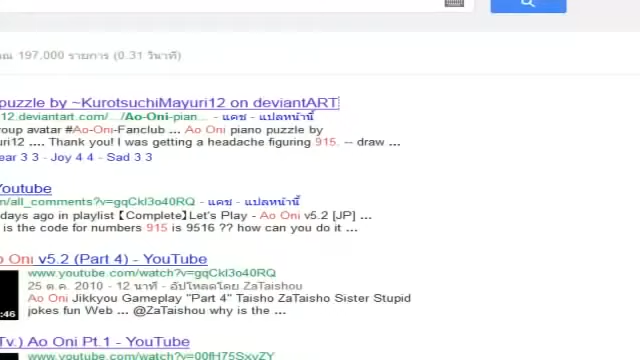 ณ 197,000 รายการ (0.31 วินาที)
puzzle by ~KurotsuchiMayuri12 on deviantART
12.deviantart.com/.../Ao-Oni-pian... - แคช - แปลหน้านี้
roup avatar #Ao-Oni-Fanclub ... Ao Oni piano puzzle by
uri12 .... Thank you! I was getting a headache figuring 915. -- draw ...
ear 3 3 - Joy 4 4 - Sad 3 3
Youtube
m/all_comments?v=gqCkl3o40RQ - แคช - แปลหน้านี้
days ago in playlist【Complete】Let's Play - Ao Oni v5.2 [JP] ...
is the code for numbers 915 is 9516 ?? how can you do it ...
o Oni v5.2 (Part 4) - YouTube
www.youtube.com/watch?v=gqCkl3o40RQ
25 ต.ค. 2010 - 12 นาที - อัปโหลดโดย ZaTaishou
Ao Oni Jikkyou Gameplay "Part 4" Taisho ZaTaisho Sister Stupid
:46
jokes fun Web ... @ZaTaishou why is the ...
Tv.) Ao Oni Pt.1 - YouTube
www.youtube.com/watch?v=00fH75SxvZY